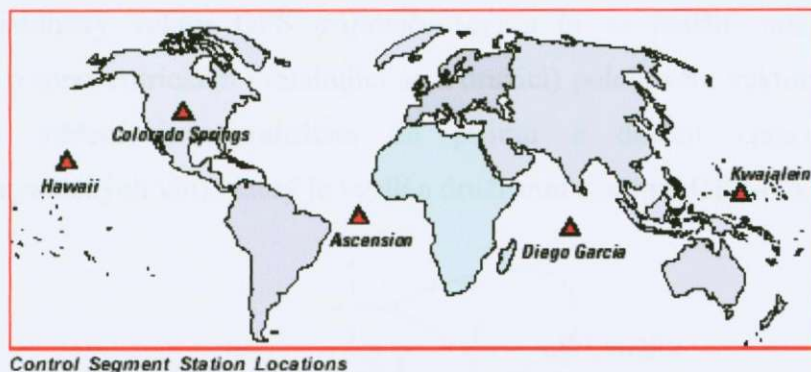 Colorado Springs
Hawaii
Kwajalein
Ascension
Diego Garcia
Control Segment Station Locations